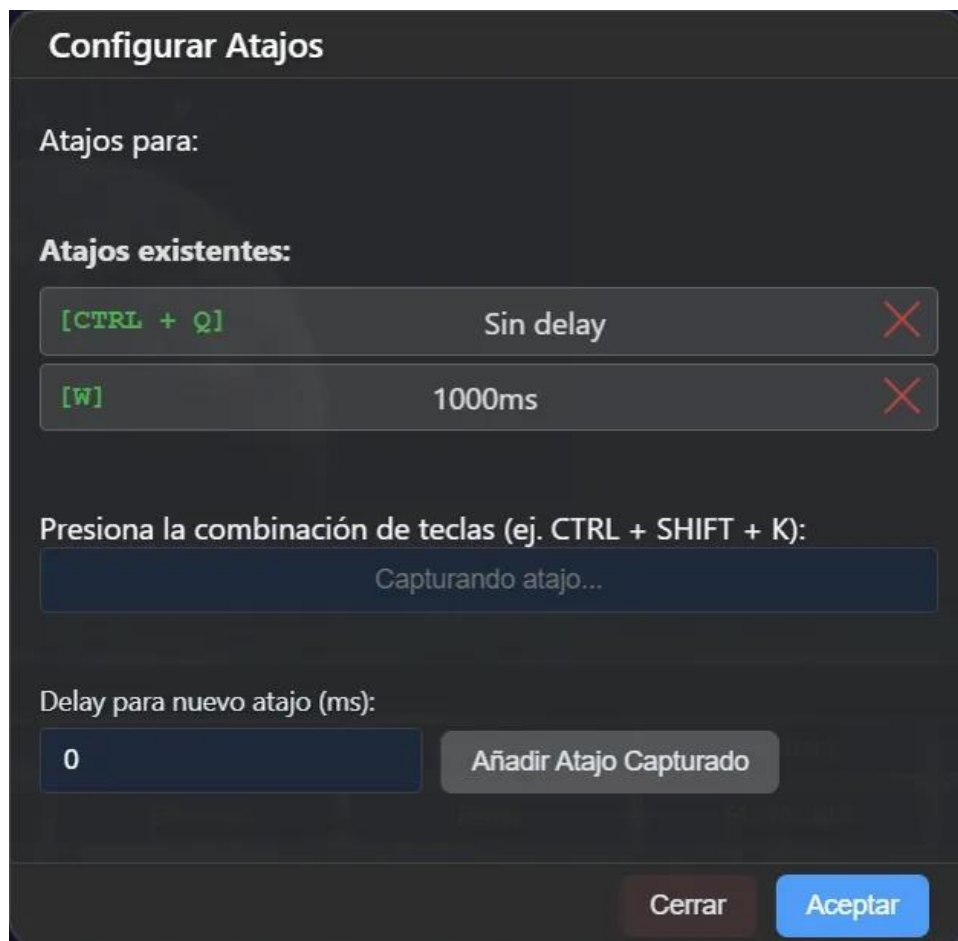 Configurar Atajos
Atajos para:
Atajos existentes:
[CTRL + Q] Sin delay
[W] 1000ms
Presiona la combinación de teclas (ej. CTRL + SHIFT + K):
Capturando atajo...
Delay para nuevo atajo (ms):
0 Añadir Atajo Capturado
Cerrar Aceptar